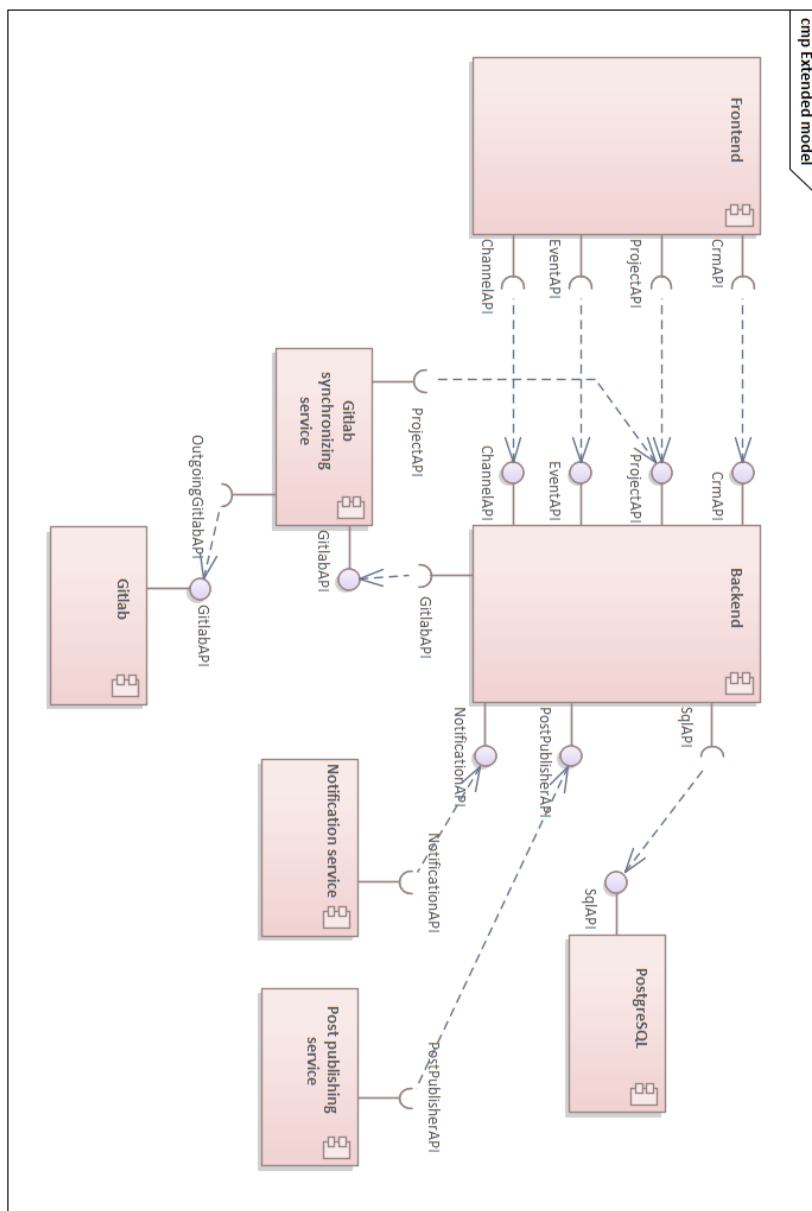 cmp Extended model
Frontend
CrmAPI
ProjectAPI
EventAPI
ChannelAPI
CrmAPI
ProjectAPI
EventAPI
ChannelAPI
Backend
SqlAPI
PostPublisherAPI
NotificationAPI
SqlAPI
PostgreSQL
Gitlab
synchronizing
service
ProjectAPI
GitlabAPI
GitlabAPI
OutgoingGitlabAPI
GitlabAPI
Gitlab
NotificationAPI
Notification service
PostPublisherAPI
Post publishing
service